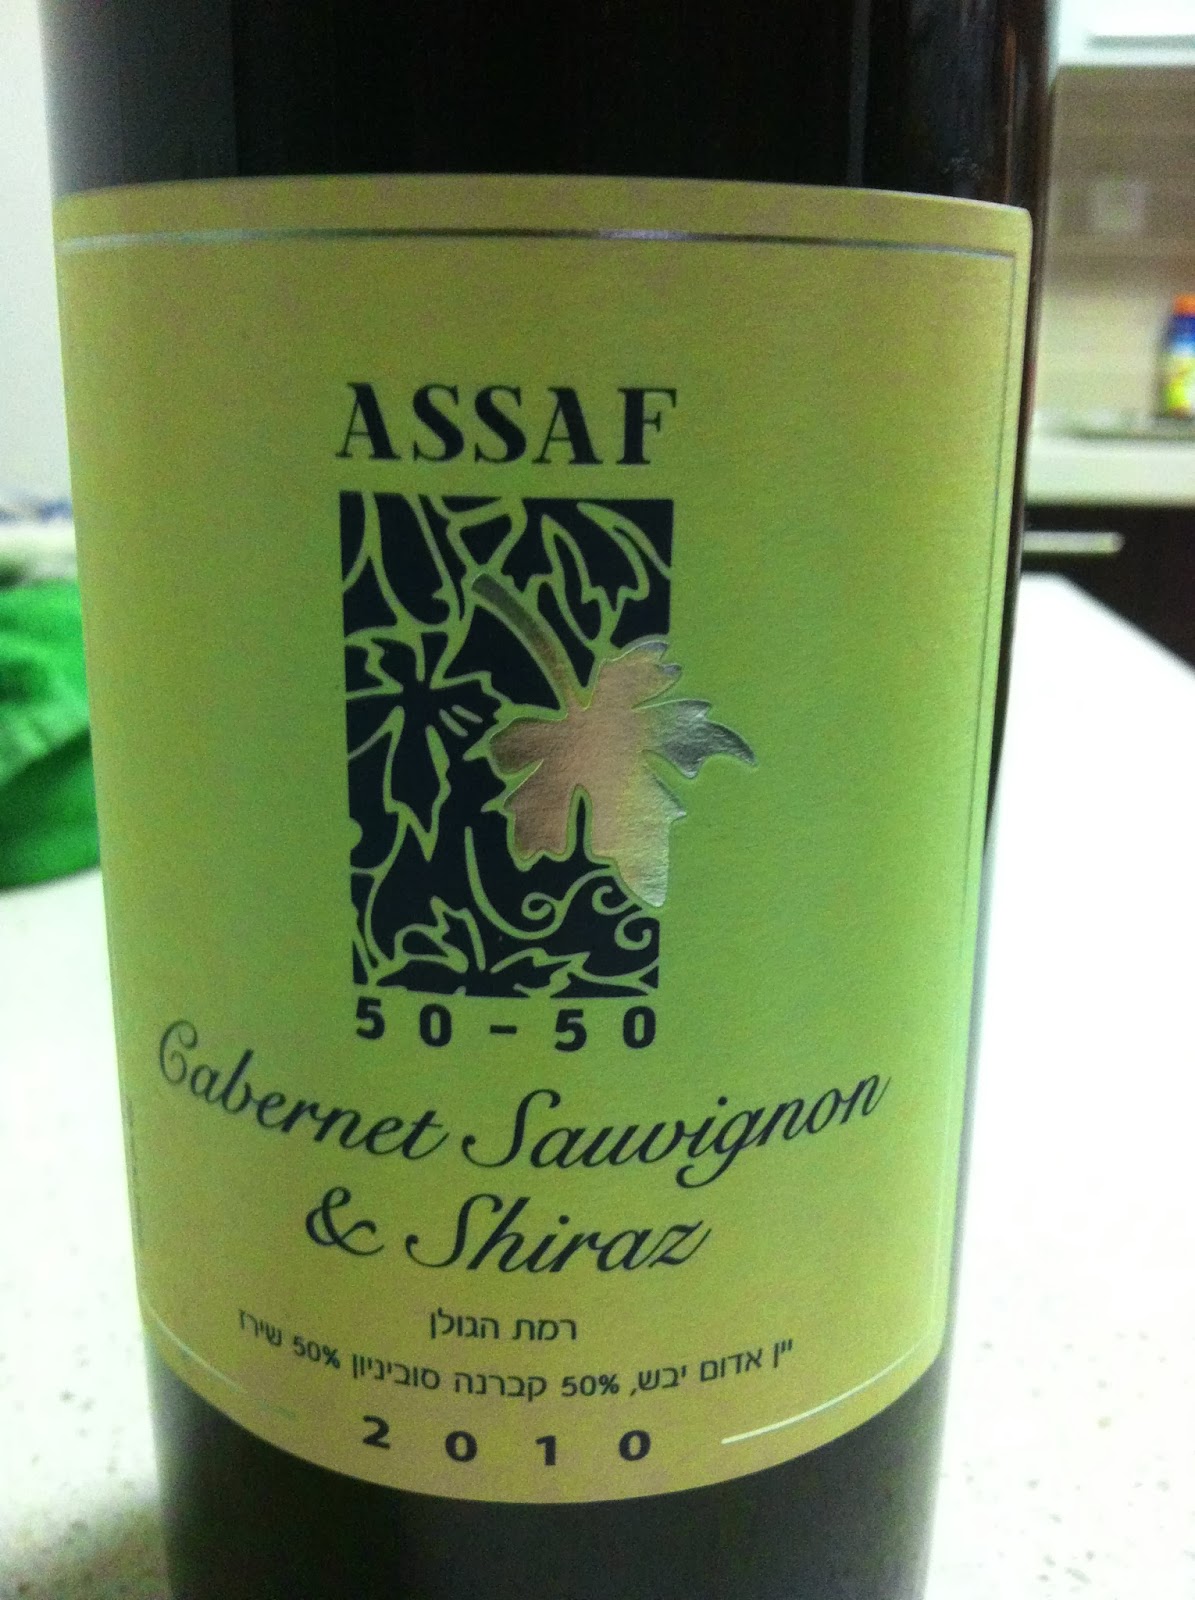 ASSAF
50-50
Cabernet Sauvignon
& Shiraz
רמת הגולן
יין אדום יבש, 50% קברנה סוביניון 50% שירז
2010